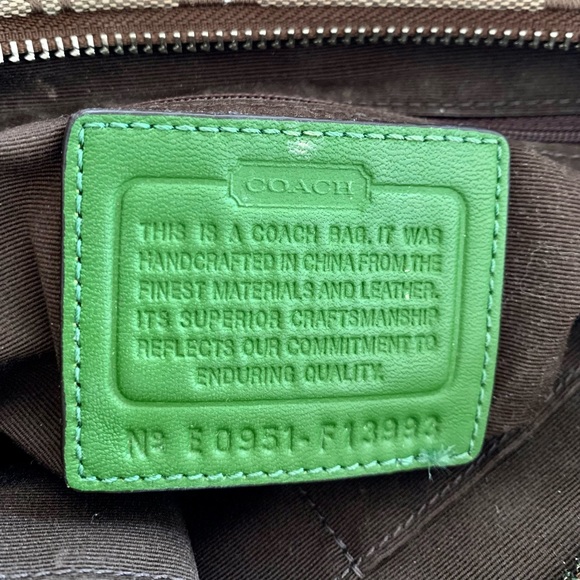 COACH
THIS IS A COACH BAG. IT WAS
HANDCRAFTED IN CHINA FROM THE
FINEST MATERIALS AND LEATHER.
ITS SUPERIOR CRAFTSMANSHIP
REFLECTS OUR COMMITMENT TO
ENDURING QUALITY.
Nº E0951-F13993